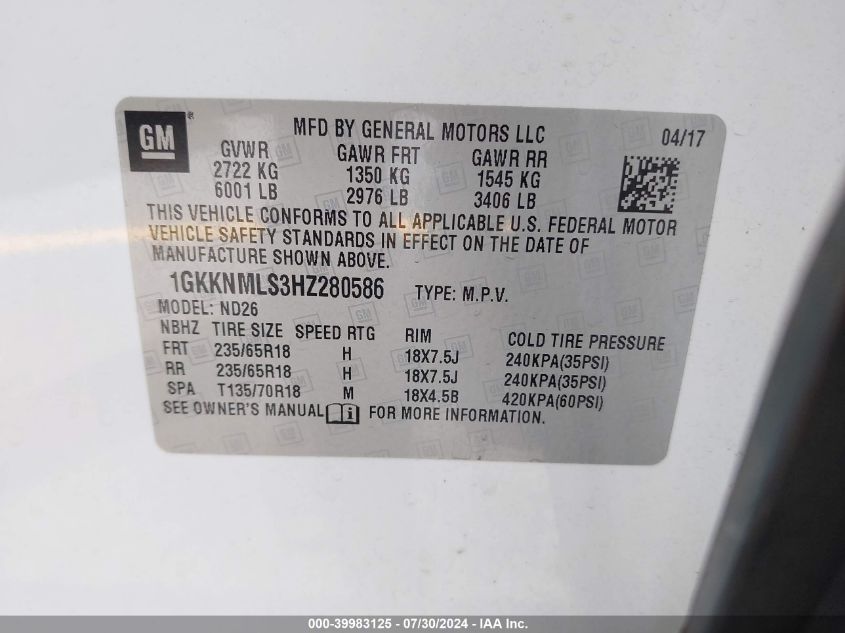 GM ®
MFD BY GENERAL MOTORS LLC 04/17
GVWR GAWR FRT GAWR RR
2722 KG 1350 KG 1545 KG
6001 LB 2976 LB 3406 LB
THIS VEHICLE CONFORMS TO ALL APPLICABLE U.S. FEDERAL MOTOR
VEHICLE SAFETY STANDARDS IN EFFECT ON THE DATE OF
MANUFACTURE SHOWN ABOVE.
1GKKNMLS3HZ280586 TYPE: M.P.V.
MODEL: ND26
NBHZ TIRE SIZE SPEED RTG RIM COLD TIRE PRESSURE
FRT 235/65R18 H 18X7.5J 240KPA(35PSI)
RR 235/65R18 H 18X7.5J 240KPA(35PSI)
SPA T135/70R18 M 18X4.5B 420KPA(60PSI)
SEE OWNER'S MANUAL i FOR MORE INFORMATION.
000-39983125 - 07/30/2024 - IAA Inc.